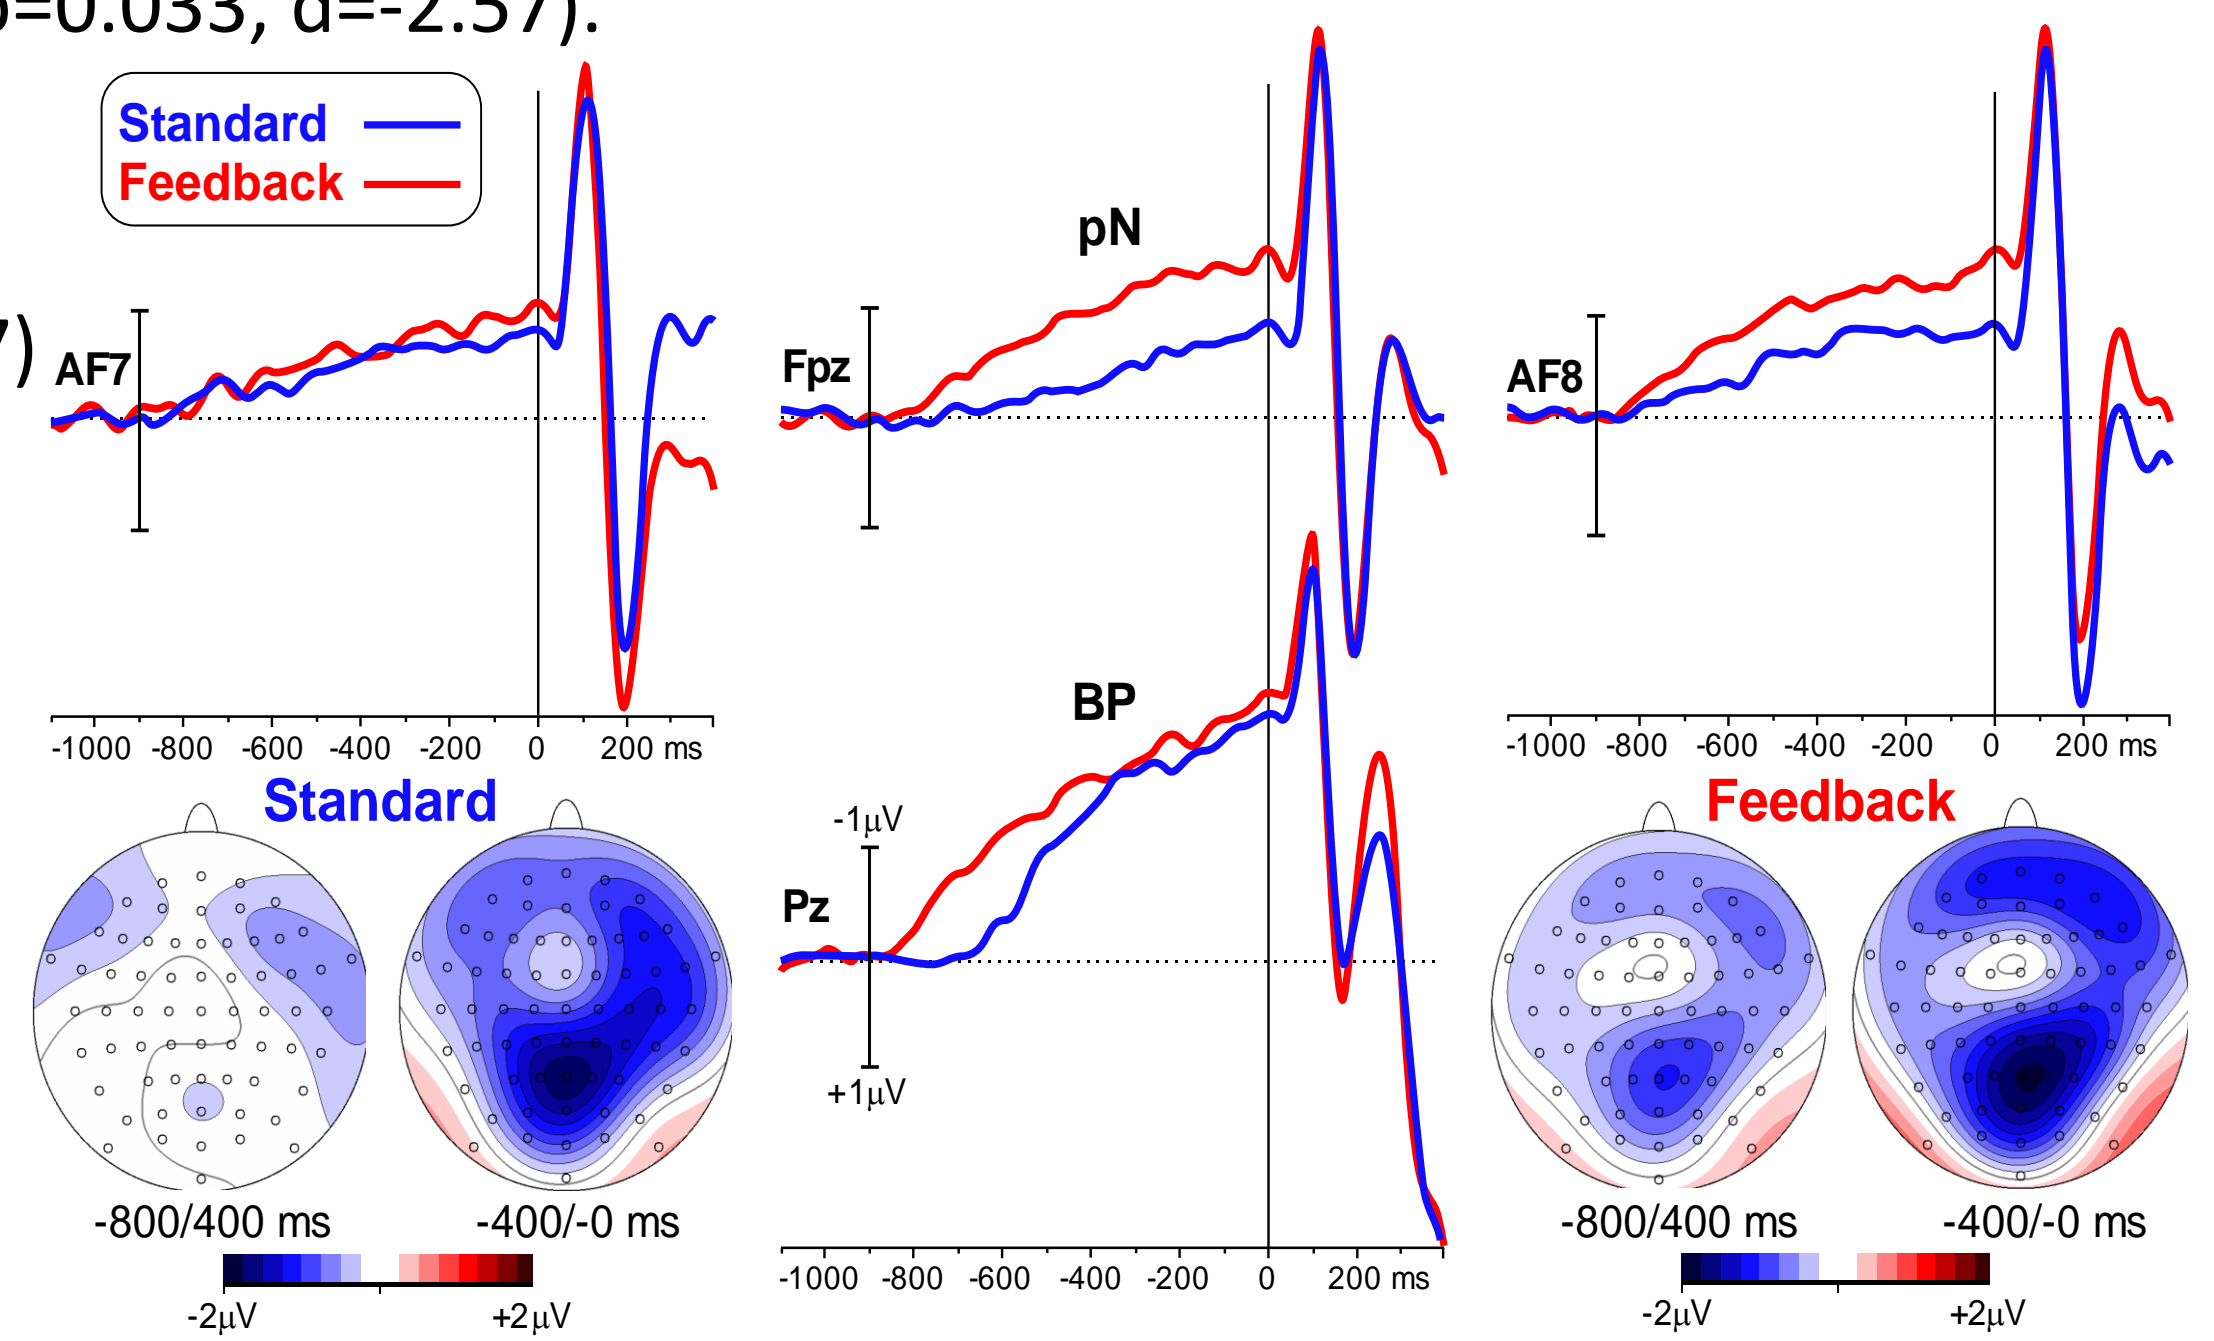 p=0.033, d=-2.57).
Standard
Feedback
7)
AF7
-1000 -800 -600 -400 -200 0 200 ms
pN
Fpz
BP
-1µV
Pz
+1µV
-1000 -800 -600 -400 -200 0 200 ms
AF8
-1000 -800 -600 -400 -200 0 200 ms
Standard
-800/400 ms -400/-0 ms
-2µV +2µV
Feedback
-800/400 ms -400/-0 ms
-2µV +2µV